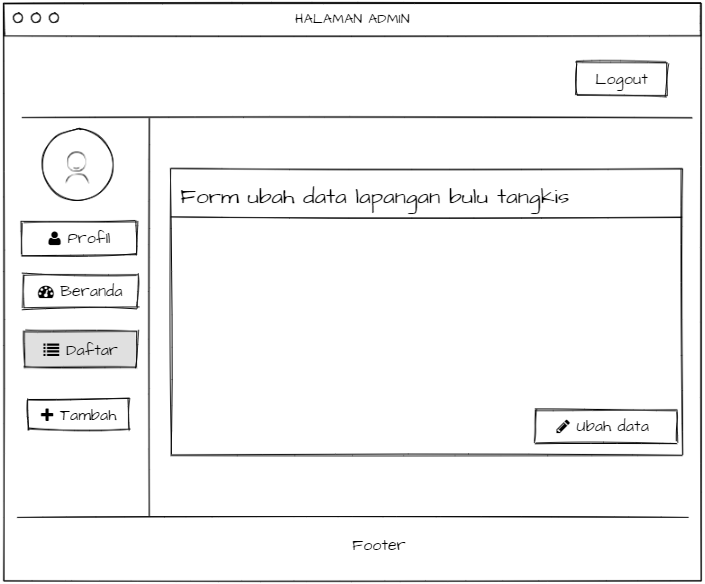 HALAMAN ADMIN
Logout
Form ubah data lapangan bulu tangkis
Profil
Beranda
Daftar
Tambah
Ubah data
Footer